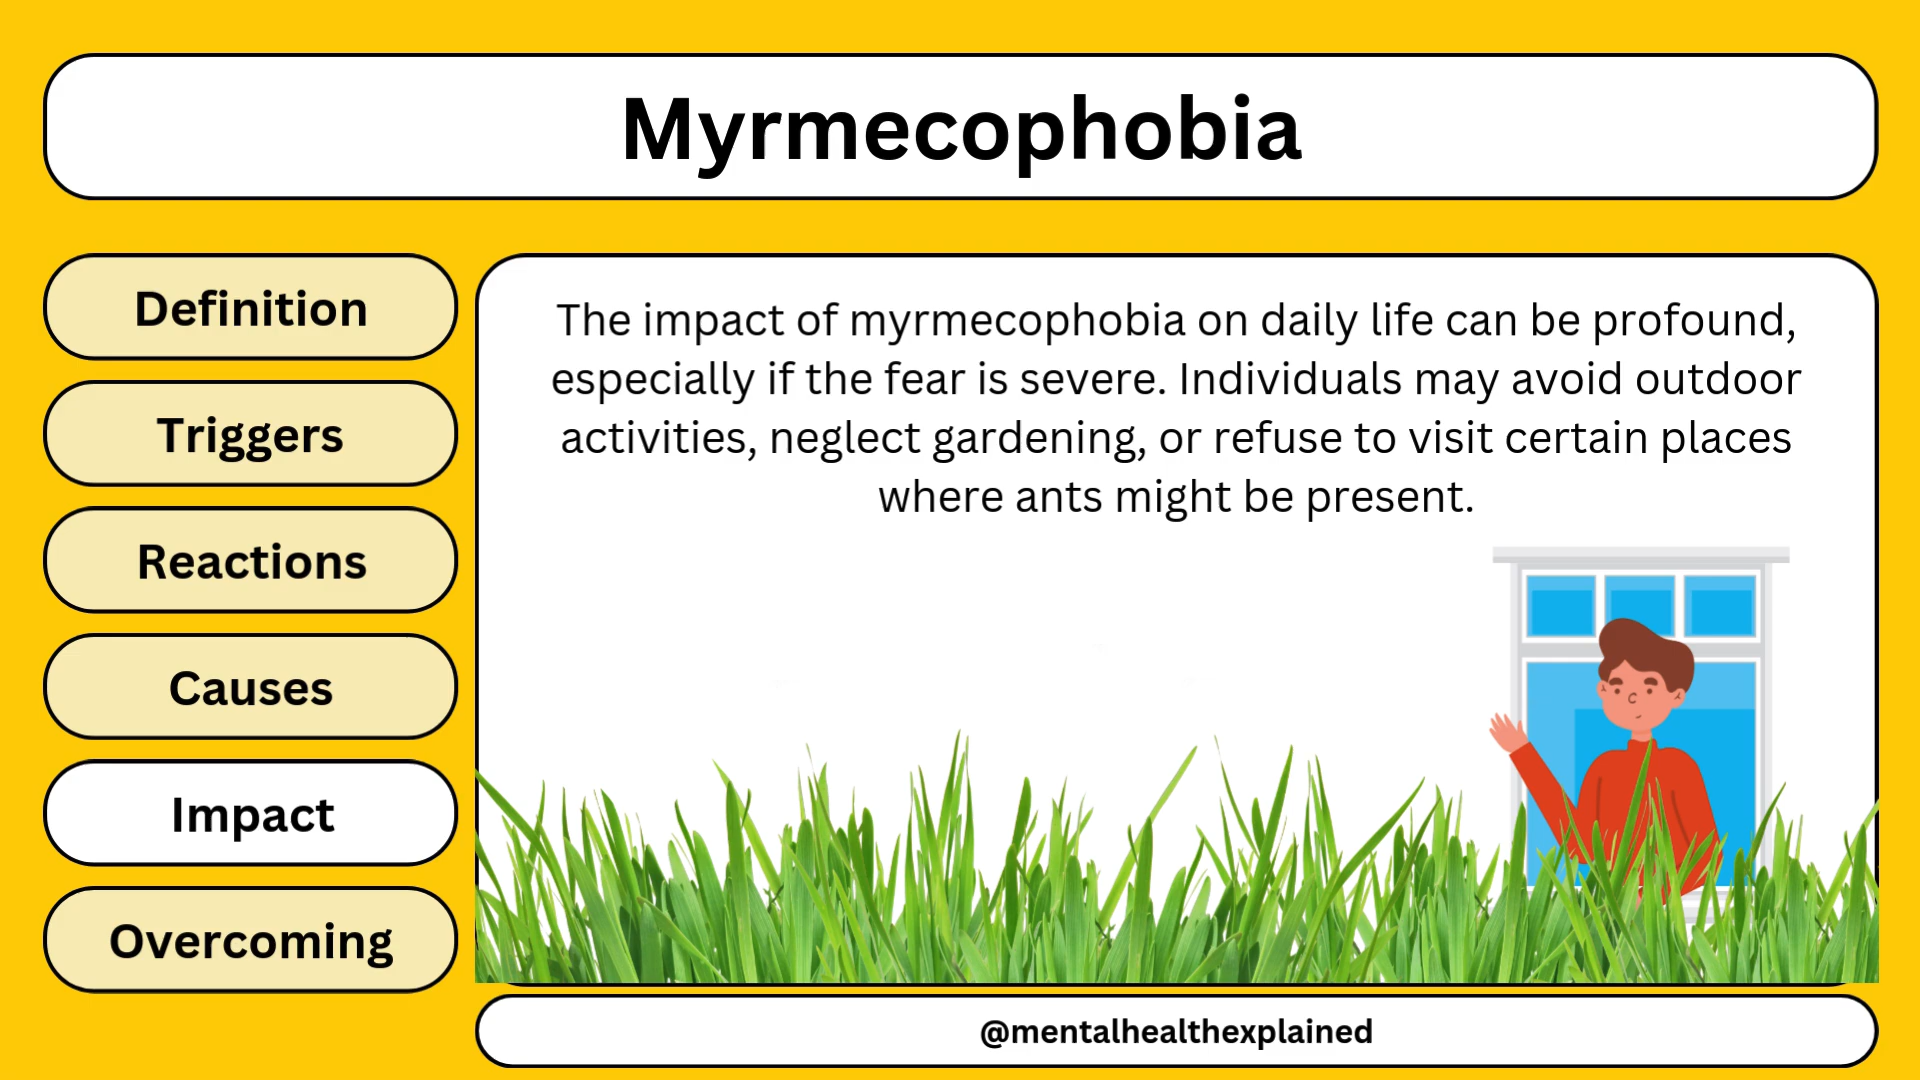 Myrmecophobia
Definition
Triggers
Reactions
Causes
Impact
Overcoming
The impact of myrmecophobia on daily life can be profound,
especially if the fear is severe. Individuals may avoid outdoor
activities, neglect gardening, or refuse to visit certain places
where ants might be present.
@mentalhealthexplained